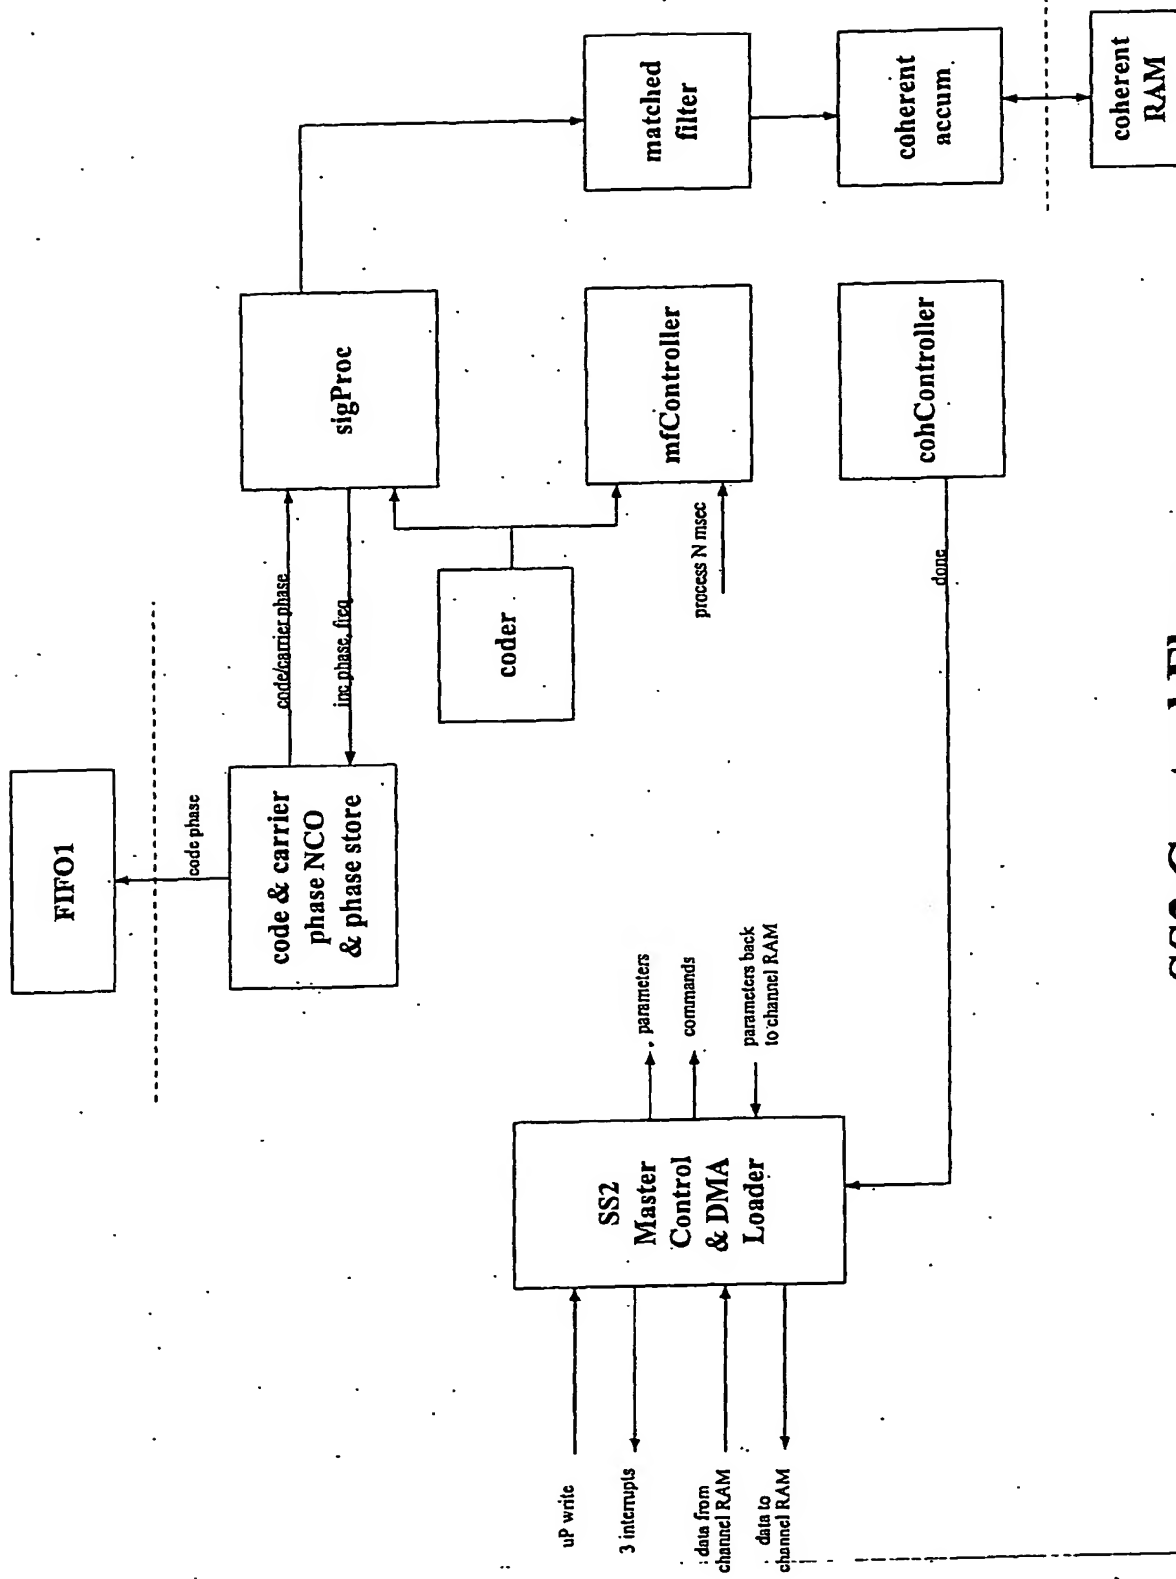 FIFO1
code phase
code & carrier
phase NCO
& phase store
code/carrier phase
inc phase, freq
sigProc
coder
matched
filter
mfController
process N msec
coherent
accum.
coherent
RAM
cohController
done
SS2
Master
Control
& DMA
Loader
parameters
commands
parameters back
to channel RAM
uP write
3 interrupts
data from
channel RAM
data to
channel RAM